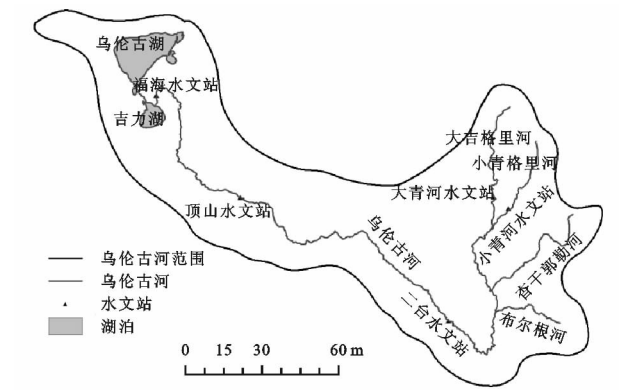 乌伦古湖
福海水文站
吉力湖
大吉格里河
小青格里河
大青河水文站
小青河水文站
顶山水文站
乌伦古河
查干郭勒河
二台水文站
布尔根河
乌伦古河范围
乌伦古河
水文站
湖泊
0 15 30 60 m